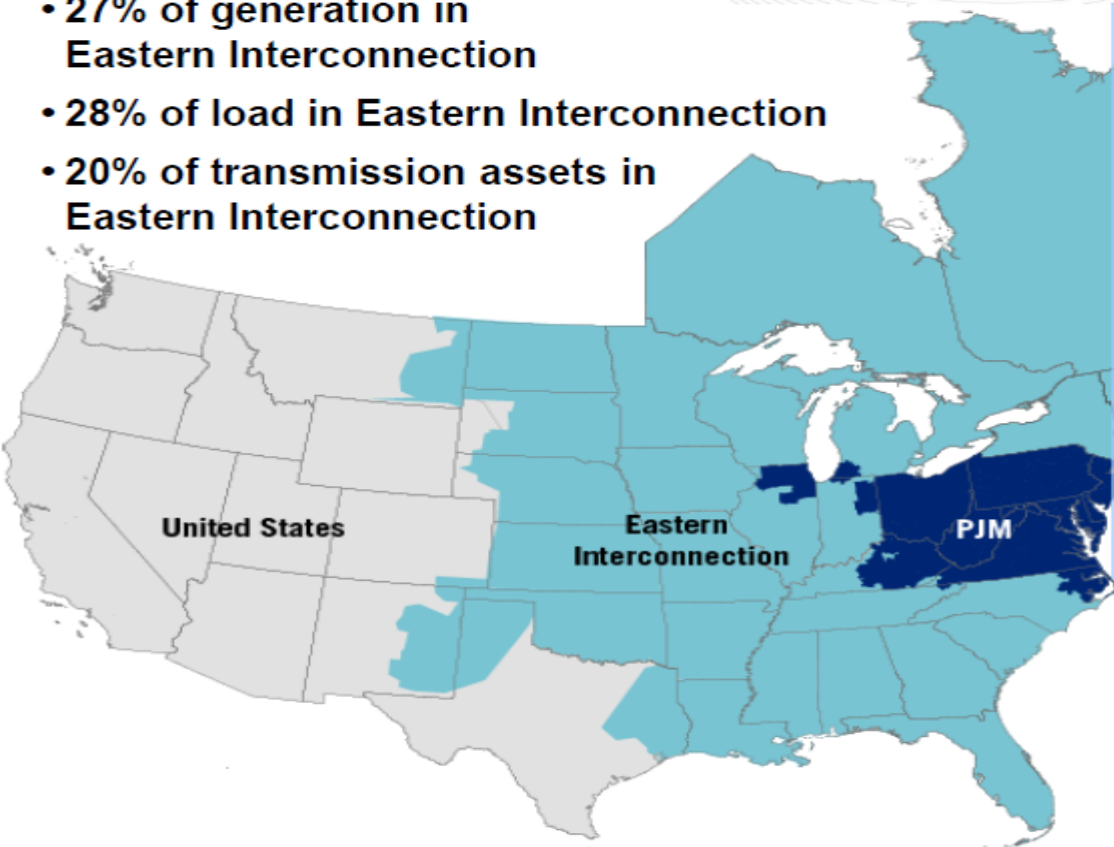 • 27% of generation in
Eastern Interconnection
• 28% of load in Eastern Interconnection
• 20% of transmission assets in
Eastern Interconnection
United States
Eastern
Interconnection
PJM